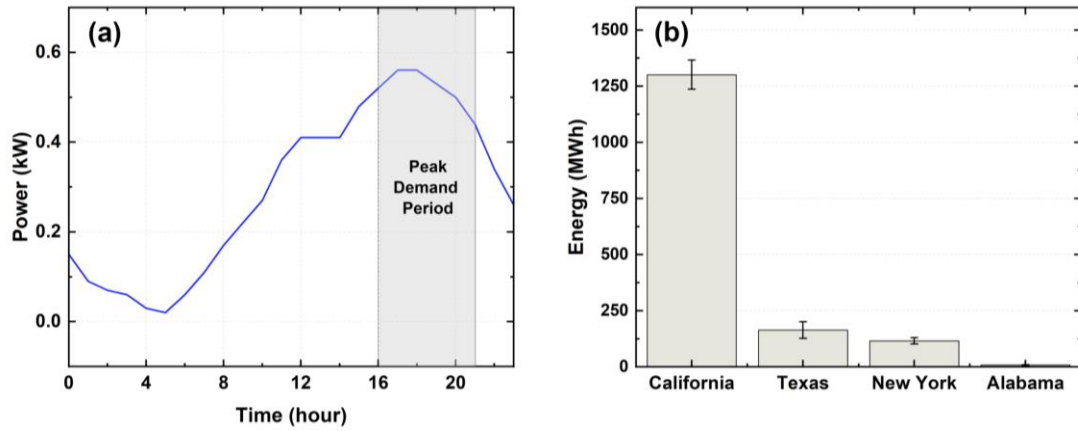 (a)
0.6
0.4
0.2
0.0
Power (kW)
Peak
Demand
Period
0 4 8 12 16 20
Time (hour)
(b)
1500
1250
1000
750
500
250
0
Energy (MWh)
California Texas New York Alabama